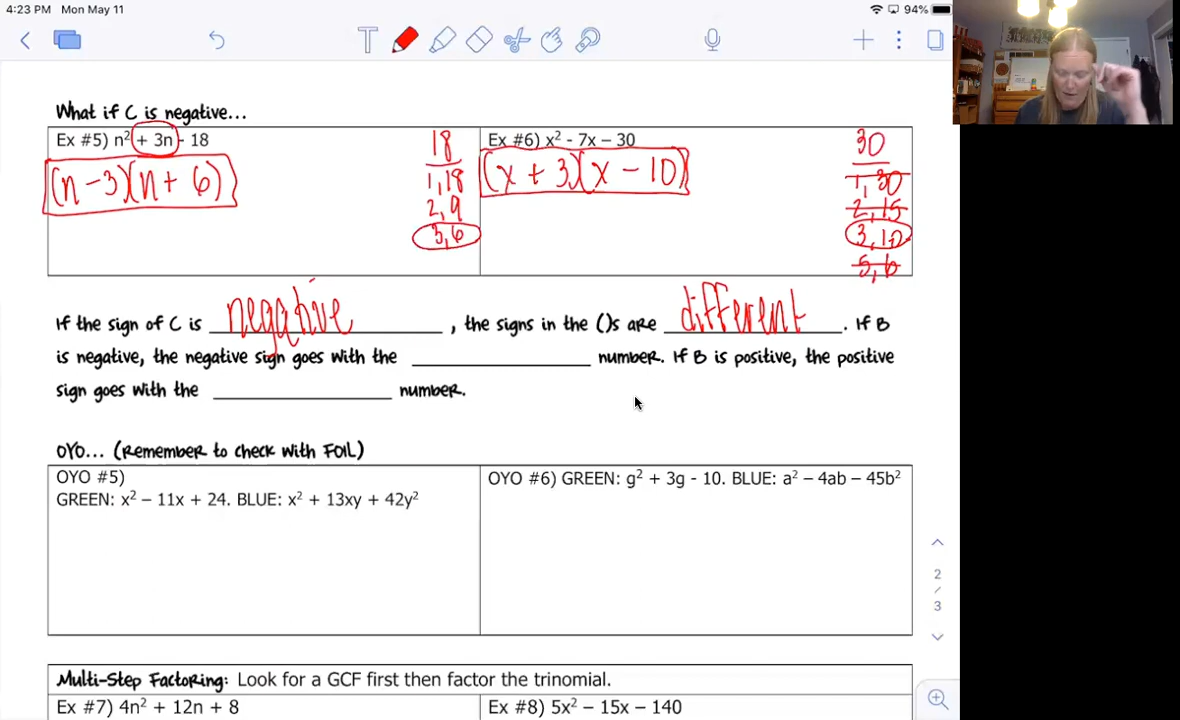 4:23 PM Mon May 11
94%
What if C is negative...
Ex #5) n² + 3n - 18
(n - 3)(n + 6)
18
1,18
2,9
3,6
Ex #6) x² - 7x – 30
(x + 3)(x - 10)
30
1,30
2,15
3,10
5,6
If the sign of C is negative, the signs in the ()s are different. If B
is negative, the negative sign goes with the ____________ number. If B is positive, the positive
sign goes with the ____________ number.
OYO... (Remember to check with FOIL)
OYO #5)
GREEN: x² – 11x + 24. BLUE: x² + 13xy + 42y²
OYO #6) GREEN: g² + 3g - 10. BLUE: a² – 4ab – 45b²
2
/
3
Multi-Step Factoring: Look for a GCF first then factor the trinomial.
Ex #7) 4n² + 12n + 8
Ex #8) 5x² – 15x – 140